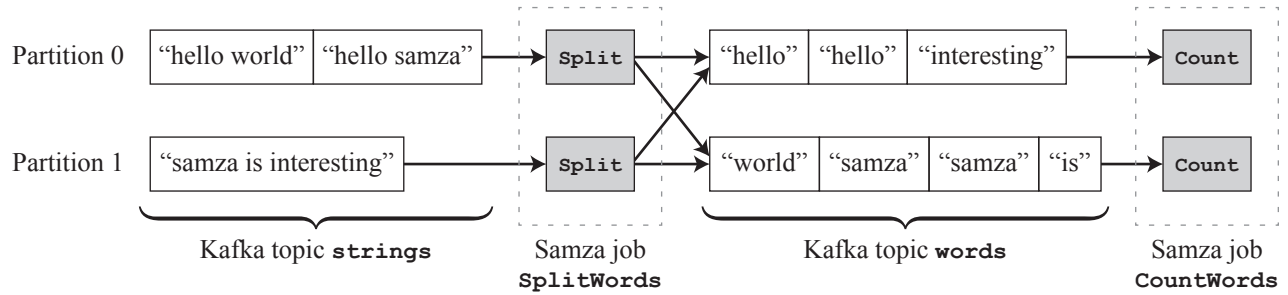 Partition 0 “hello world” “hello samza” Split “hello” “hello” “interesting” Count
Partition 1 “samza is interesting” Split “world” “samza” “samza” “is” Count
Kafka topic strings Samza job Kafka topic words Samza job
SplitWords CountWords